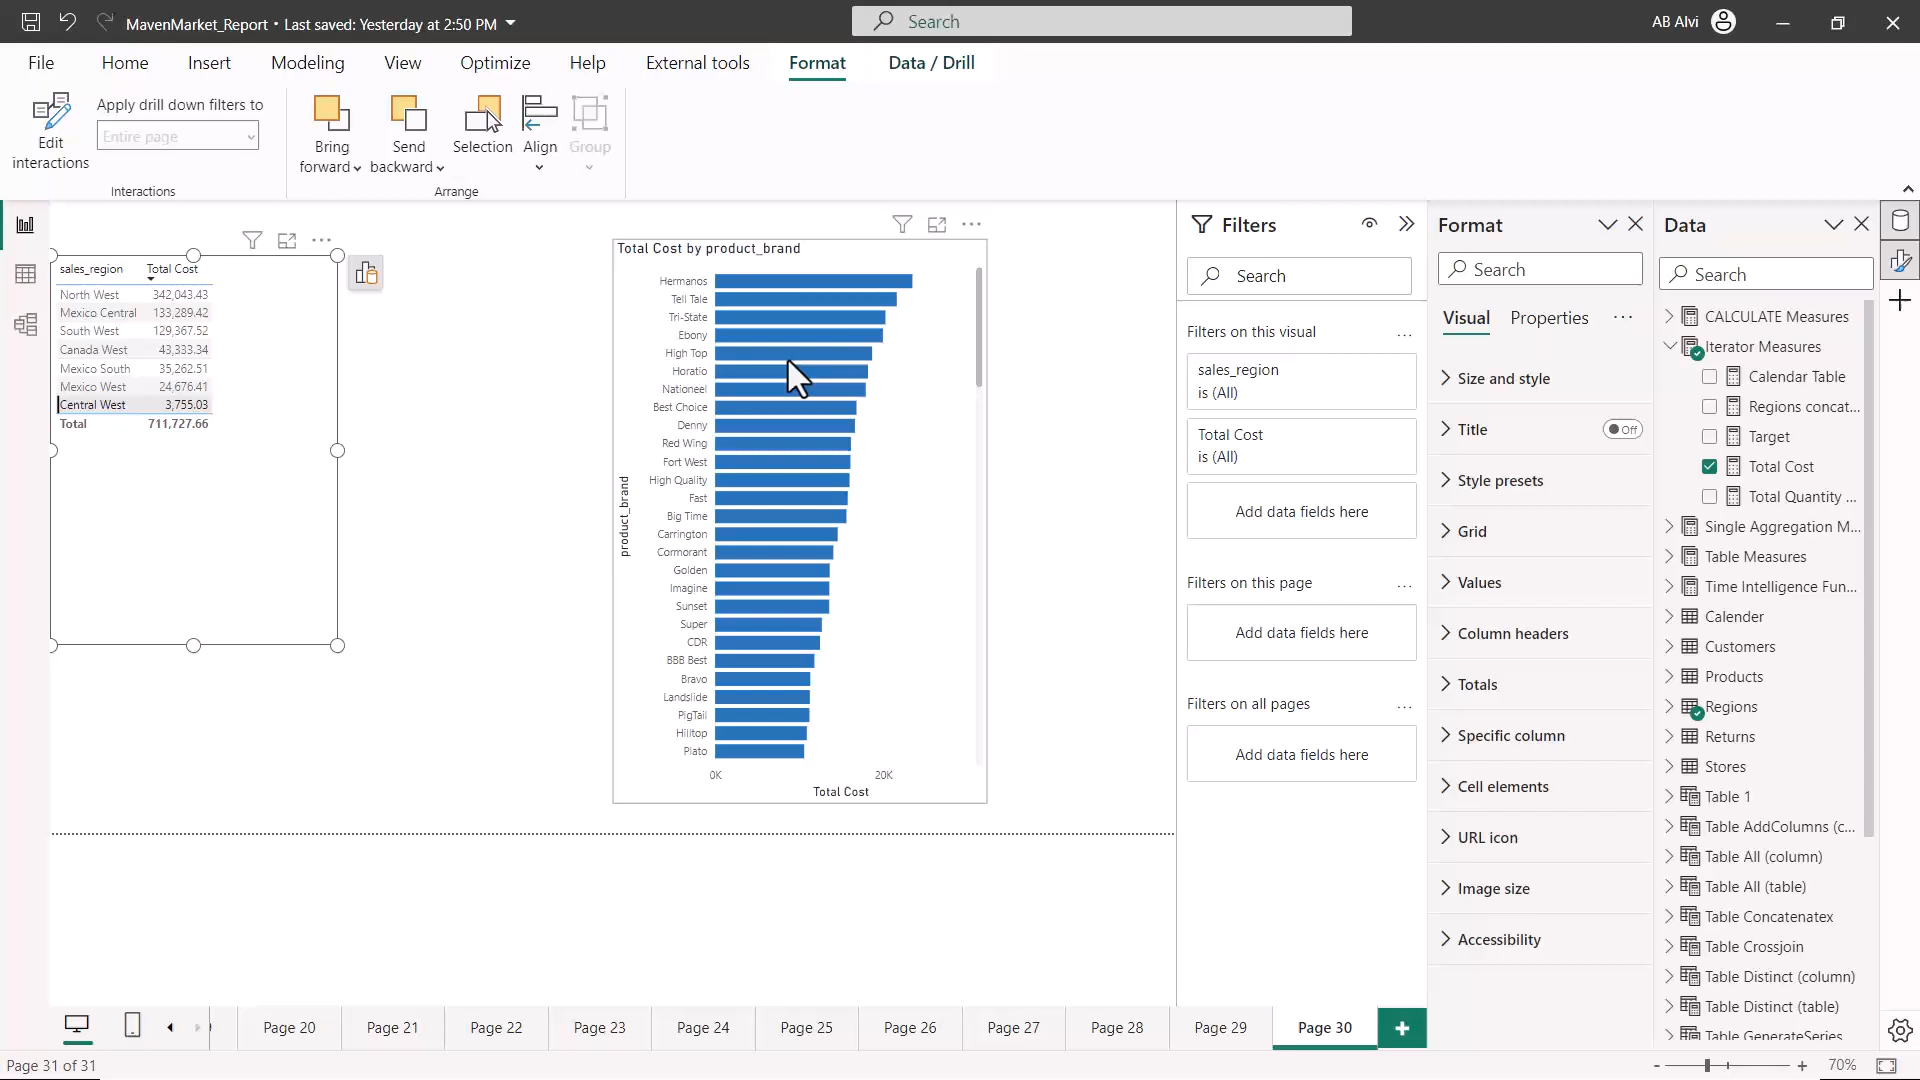 MavenMarket_Report • Last saved: Yesterday at 2:50 PM
Search
AB Alvi
File
Home
Insert
Modeling
View
Optimize
Help
External tools
Format
Data / Drill
Edit
interactions
Apply drill down filters to
Entire page
Interactions
Bring
forward
Send
backward
Selection
Align
Group
Arrange
sales_region Total Cost
North West 342,043.43
Mexico Central 133,289.42
South West 129,367.52
Canada West 43,333.34
Mexico South 35,262.51
Mexico West 24,676.41
Central West 3,755.03
Total 711,727.66
Total Cost by product_brand
product_brand
Hermanos
Tell Tale
Tri-State
Ebony
High Top
Horatio
Nationeel
Best Choice
Denny
Red Wing
Fort West
High Quality
Fast
Big Time
Carrington
Cormorant
Golden
Imagine
Sunset
Super
CDR
BBB Best
Bravo
Landslide
PigTail
Hilltop
Plato
0K 20K
Total Cost
Filters
Search
Filters on this visual ...
sales_region
is (All)
Total Cost
is (All)
Add data fields here
Filters on this page ...
Add data fields here
Filters on all pages ...
Add data fields here
Format
Search
Visual
Properties
...
Size and style
Title
Off
Style presets
Grid
Values
Column headers
Totals
Specific column
Cell elements
URL icon
Image size
Accessibility
Data
Search
CALCULATE Measures
Iterator Measures
Calendar Table
Regions concat...
Target
Total Cost
Total Quantity ...
Single Aggregation M...
Table Measures
Time Intelligence Fun...
Calender
Customers
Products
Regions
Returns
Stores
Table 1
Table AddColumns (c...
Table All (column)
Table All (table)
Table Concatenatex
Table Crossjoin
Table Distinct (column)
Table Distinct (table)
Table GenerateSeries
Page 20
Page 21
Page 22
Page 23
Page 24
Page 25
Page 26
Page 27
Page 28
Page 29
Page 30
+
Page 31 of 31
- + 70%